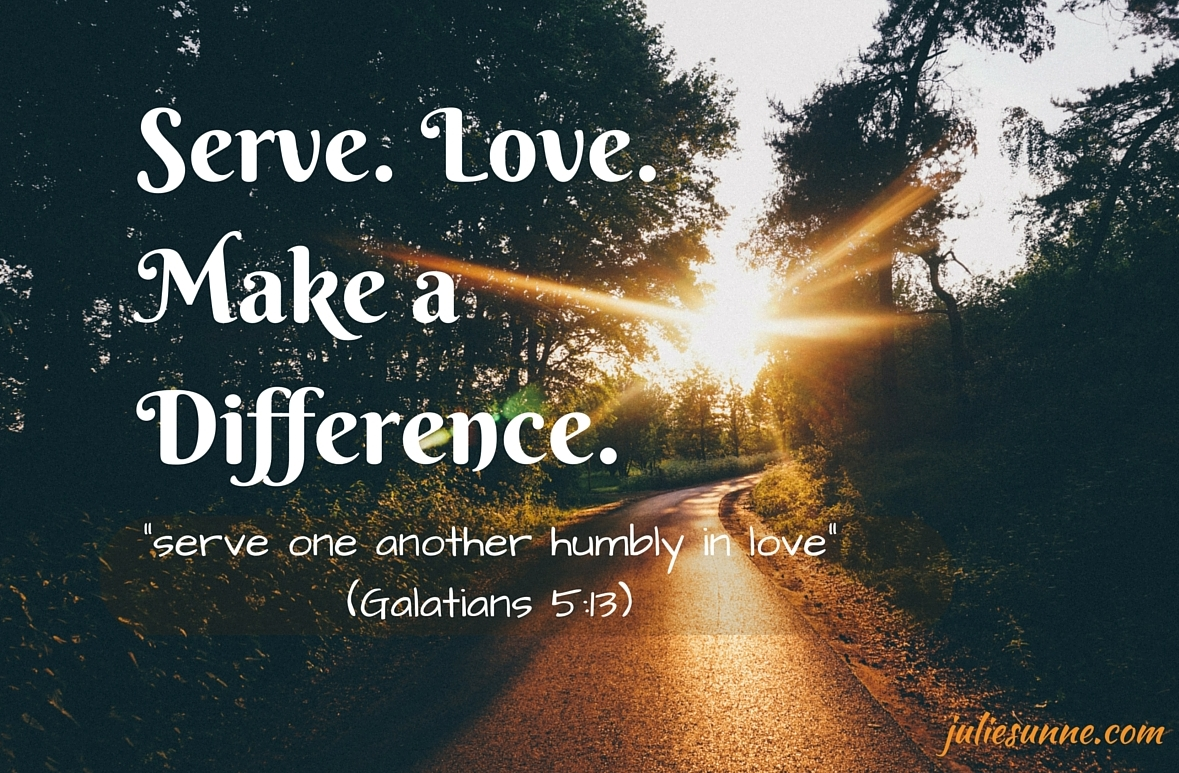 Serve. Love.
Make a
Difference.
"serve one another humbly in love"
(Galatians 5:13)
juliesunne.com